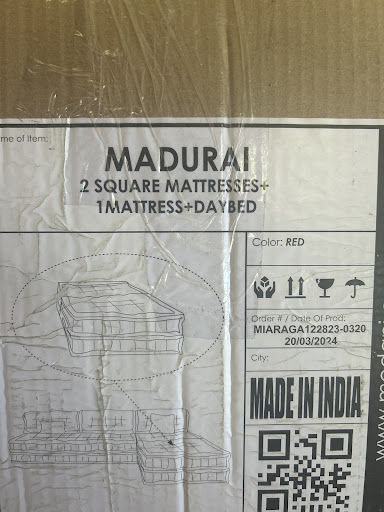 me of Item:
MADURAI
2 SQUARE MATTRESSES+
1MATTRESS+DAYBED
Color: RED
Order # / Date Of Prod:
MIARAGA122823-0320
20/03/2024
City:
MADE IN INDIA